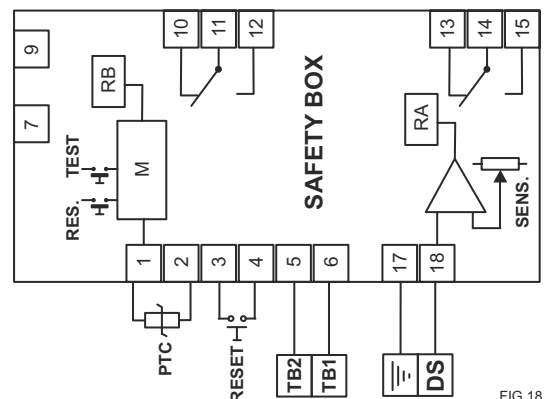 10
11
12
13
14
15
9
7
RB
RA
TEST
RES.
M
SAFETY BOX
SENS.
1
2
3
4
5
6
17
18
PTC
RESET
TB2
TB1
DS
FIG.18